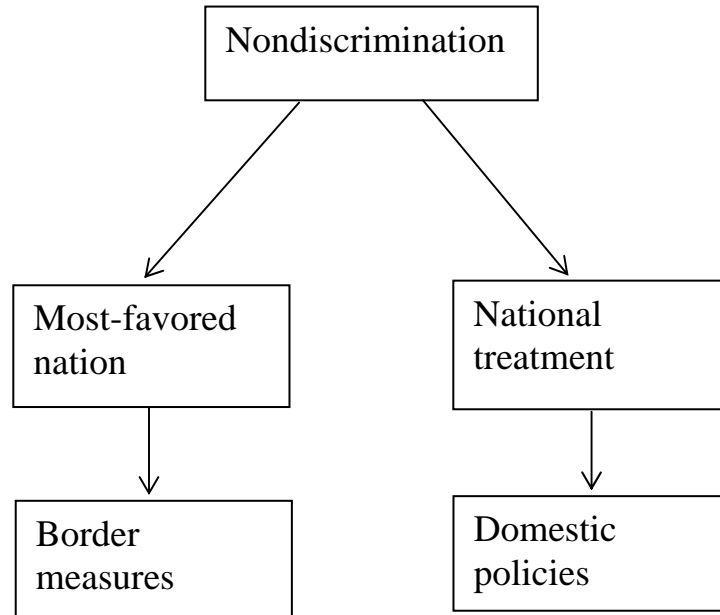 Nondiscrimination
Most-favored
nation
National
treatment
Border
measures
Domestic
policies